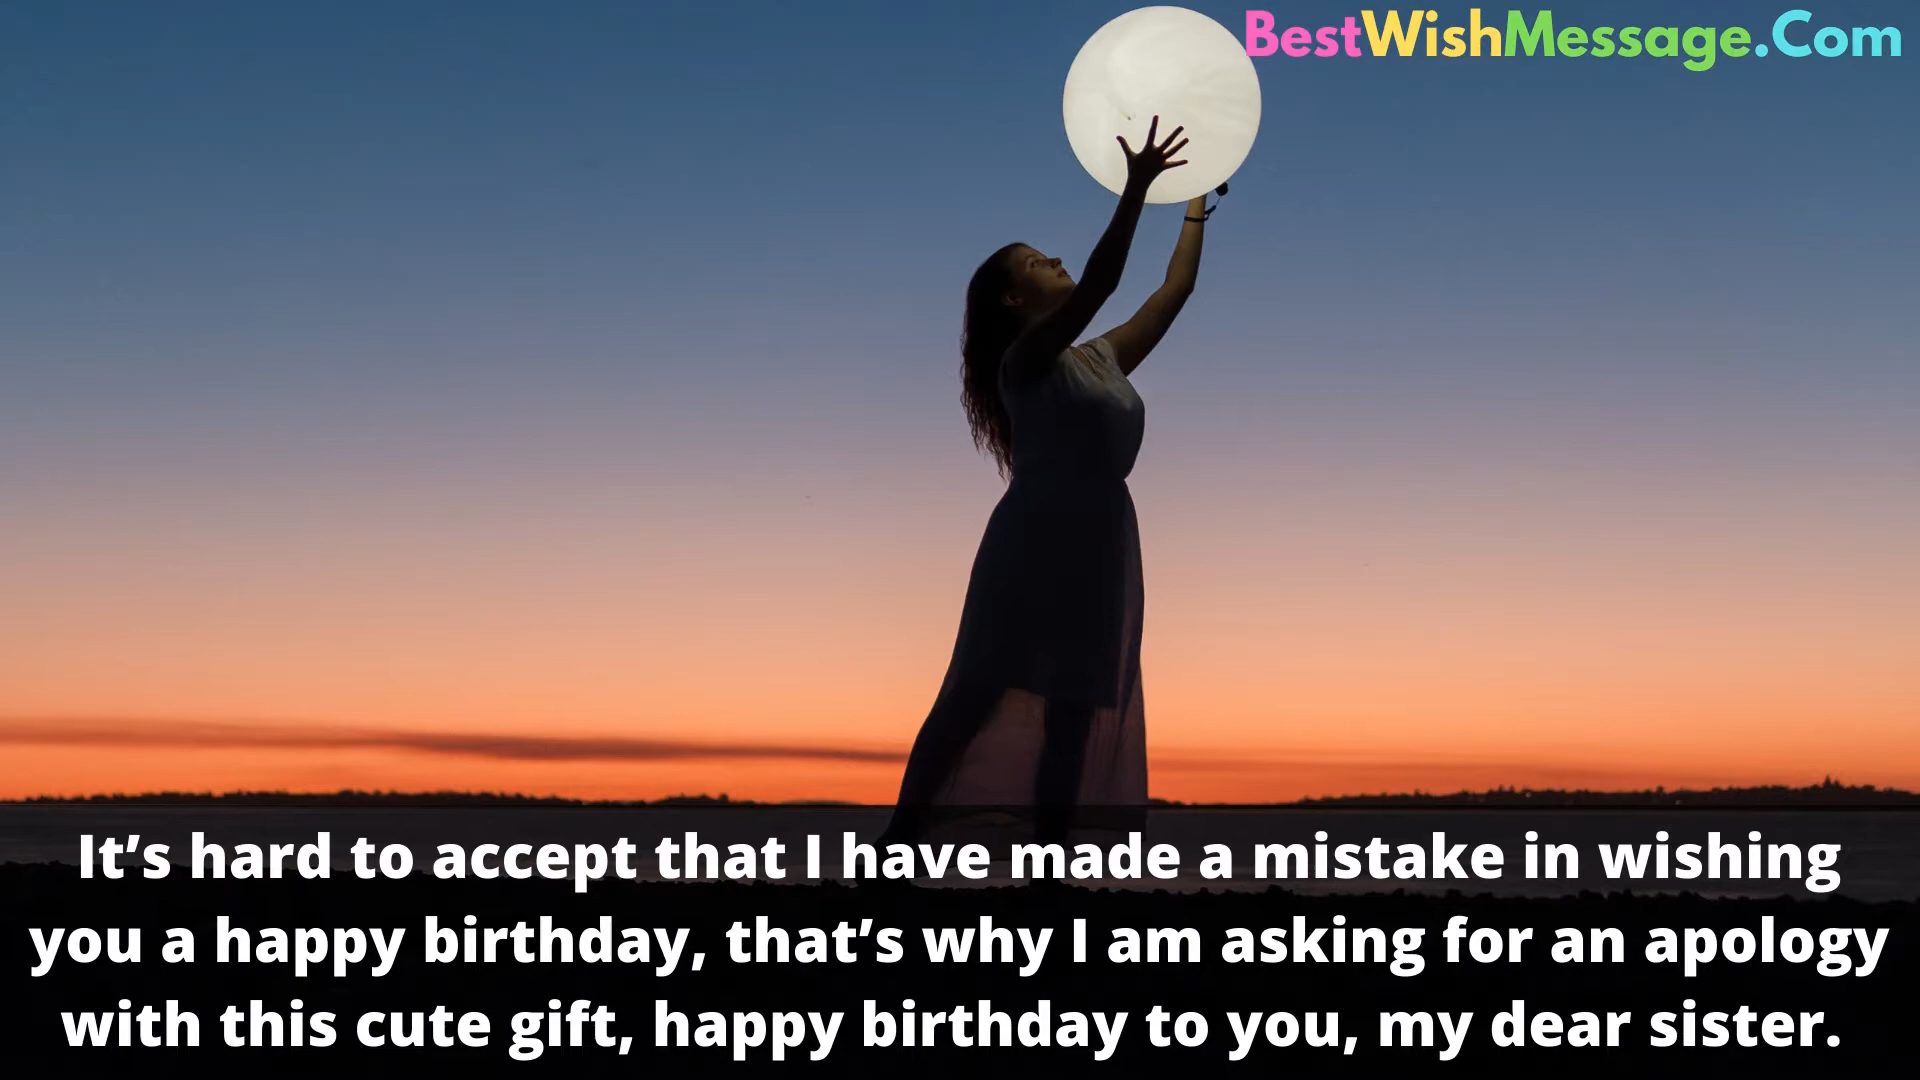 BestWishMessage.Com
It’s hard to accept that I have made a mistake in wishing
you a happy birthday, that’s why I am asking for an apology
with this cute gift, happy birthday to you, my dear sister.